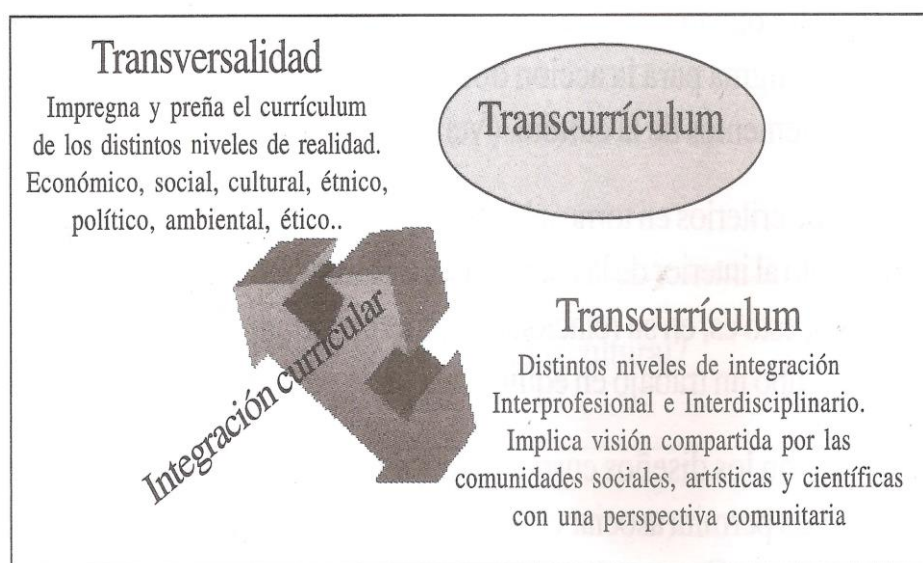 Transversalidad
Impregna y preña el currículum
de los distintos niveles de realidad.
Económico, social, cultural, étnico,
político, ambiental, ético..
Transcurrículum
Integración curricular
Transcurrículum
Distintos niveles de integración
Interprofesional e Interdisciplinario.
Implica visión compartida por las
comunidades sociales, artísticas y científicas
con una perspectiva comunitaria